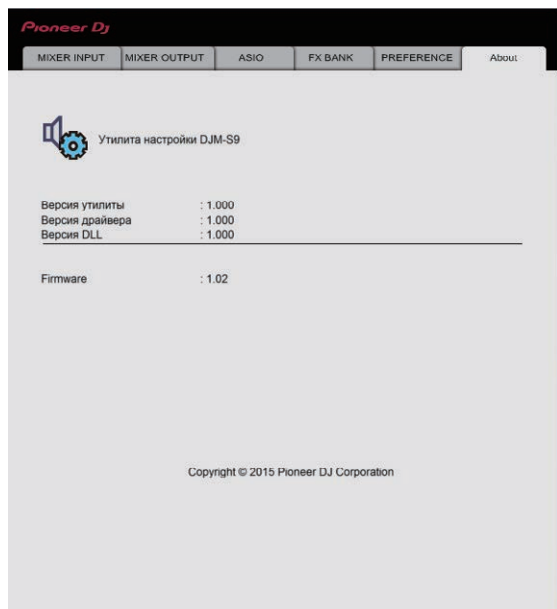 Pioneer Dj
MIXER INPUT MIXER OUTPUT ASIO FX BANK PREFERENCE About
Утилита настройки DJM-S9
Версия утилиты : 1.000
Версия драйвера : 1.000
Версия DLL : 1.000
Firmware : 1.02
Copyright © 2015 Pioneer DJ Corporation